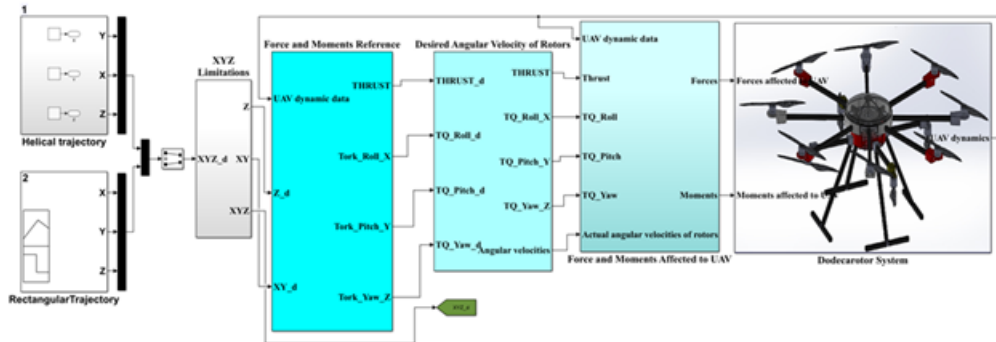 1
Y
X
Z
Helical trajectory
2
X
Y
Z
RectangularTrajectory
XYZ
Limitations
XYZ_d
Z
XY
XYZ
Force and Moments Reference
UAV dynamic data
Z_d
XY_d
THRUST
Tork_Roll_X
Tork_Pitch_Y
Tork_Yaw_Z
Desired Angular Velocity of Rotors
THRUST_d
TQ_Roll_d
TQ_Pitch_d
TQ_Yaw_d
THRUST
TQ_Roll_X
TQ_Pitch_Y
TQ_Yaw_Z
Angular velocities
UAV dynamic data
Thrust
TQ_Roll
TQ_Pitch
TQ_Yaw
Actual angular velocities of rotors
Forces
Moments
Force and Moments Affected to UAV
Forces affected to UAV
Moments affected to
UAV dynamics
Dodecarotor System